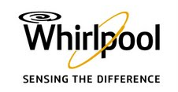 Whirlpool
SENSING THE DIFFERENCE